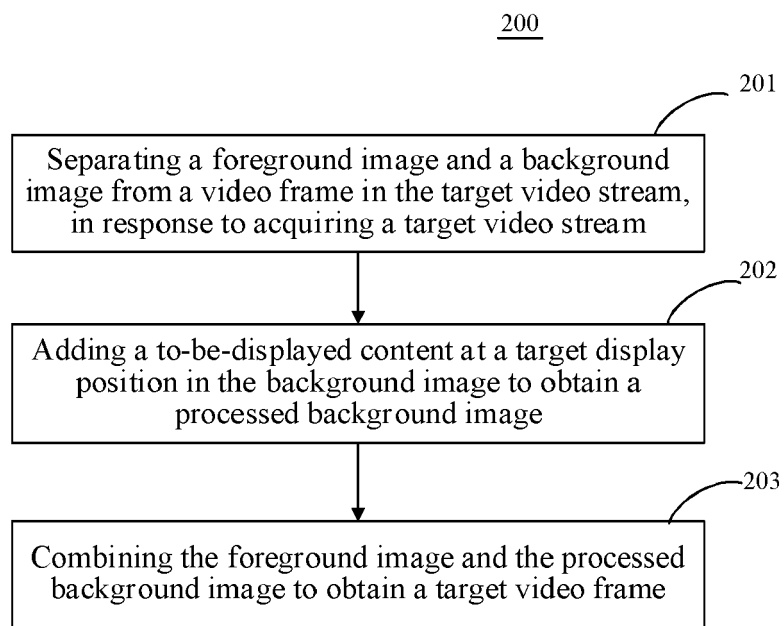 200
201
Separating a foreground image and a background
image from a video frame in the target video stream,
in response to acquiring a target video stream
202
Adding a to-be-displayed content at a target display
position in the background image to obtain a
processed background image
203
Combining the foreground image and the processed
background image to obtain a target video frame